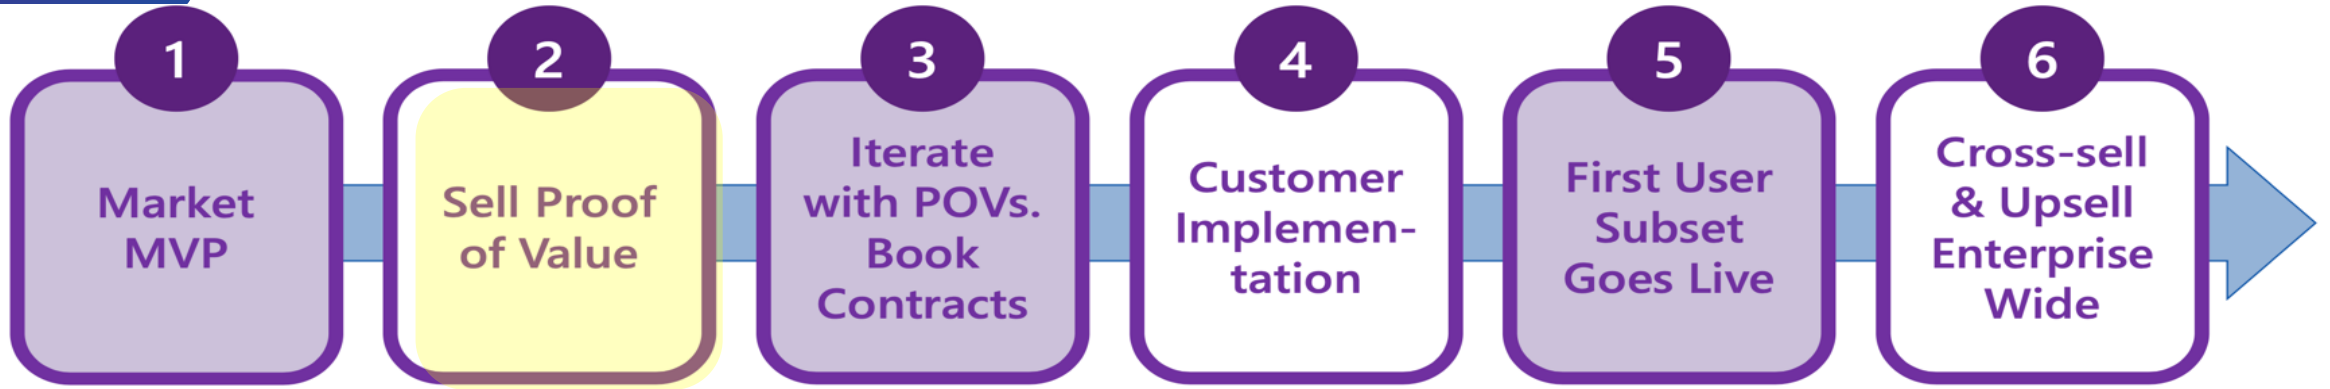 1
Market
MVP
2
Sell Proof
of Value
3
Iterate
with POVs.
Book
Contracts
4
Customer
Implemen-
tation
5
First User
Subset
Goes Live
6
Cross-sell
& Upsell
Enterprise
Wide